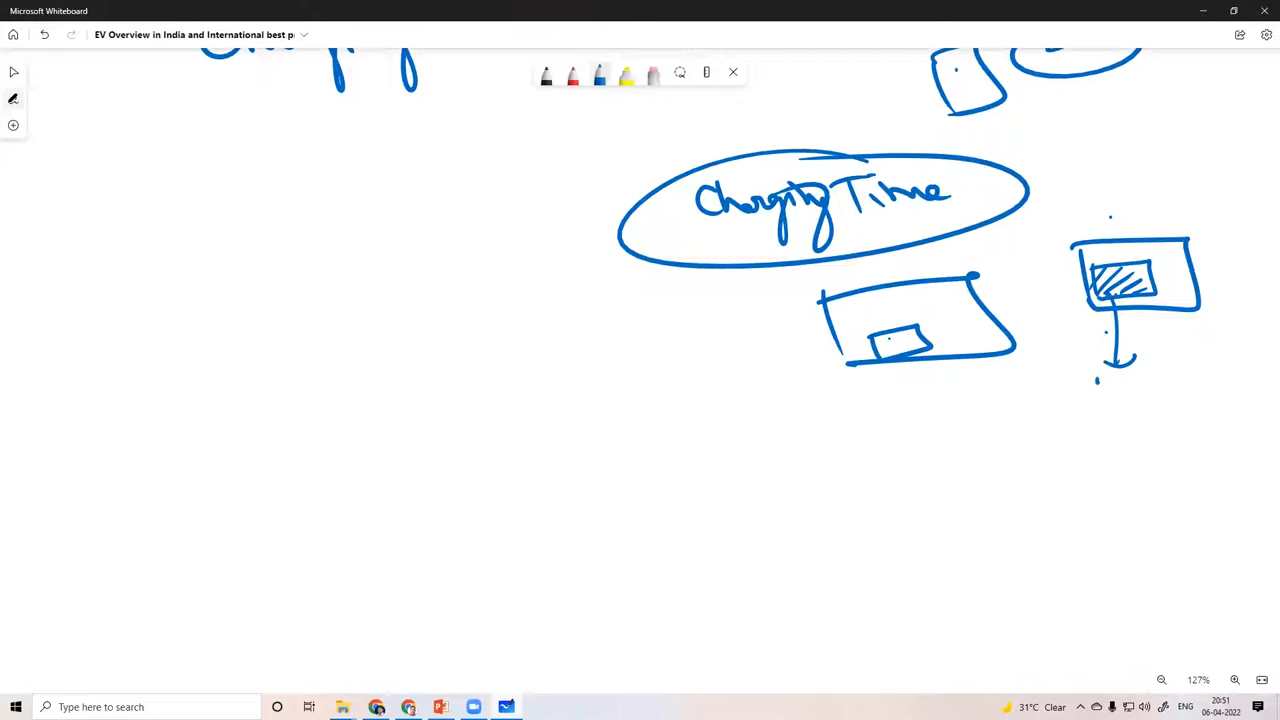 Microsoft Whiteboard
EV Overview in India and International best p
Charging Time
127%
Type here to search
31°C Clear
ENG
20:51
06-04-2022